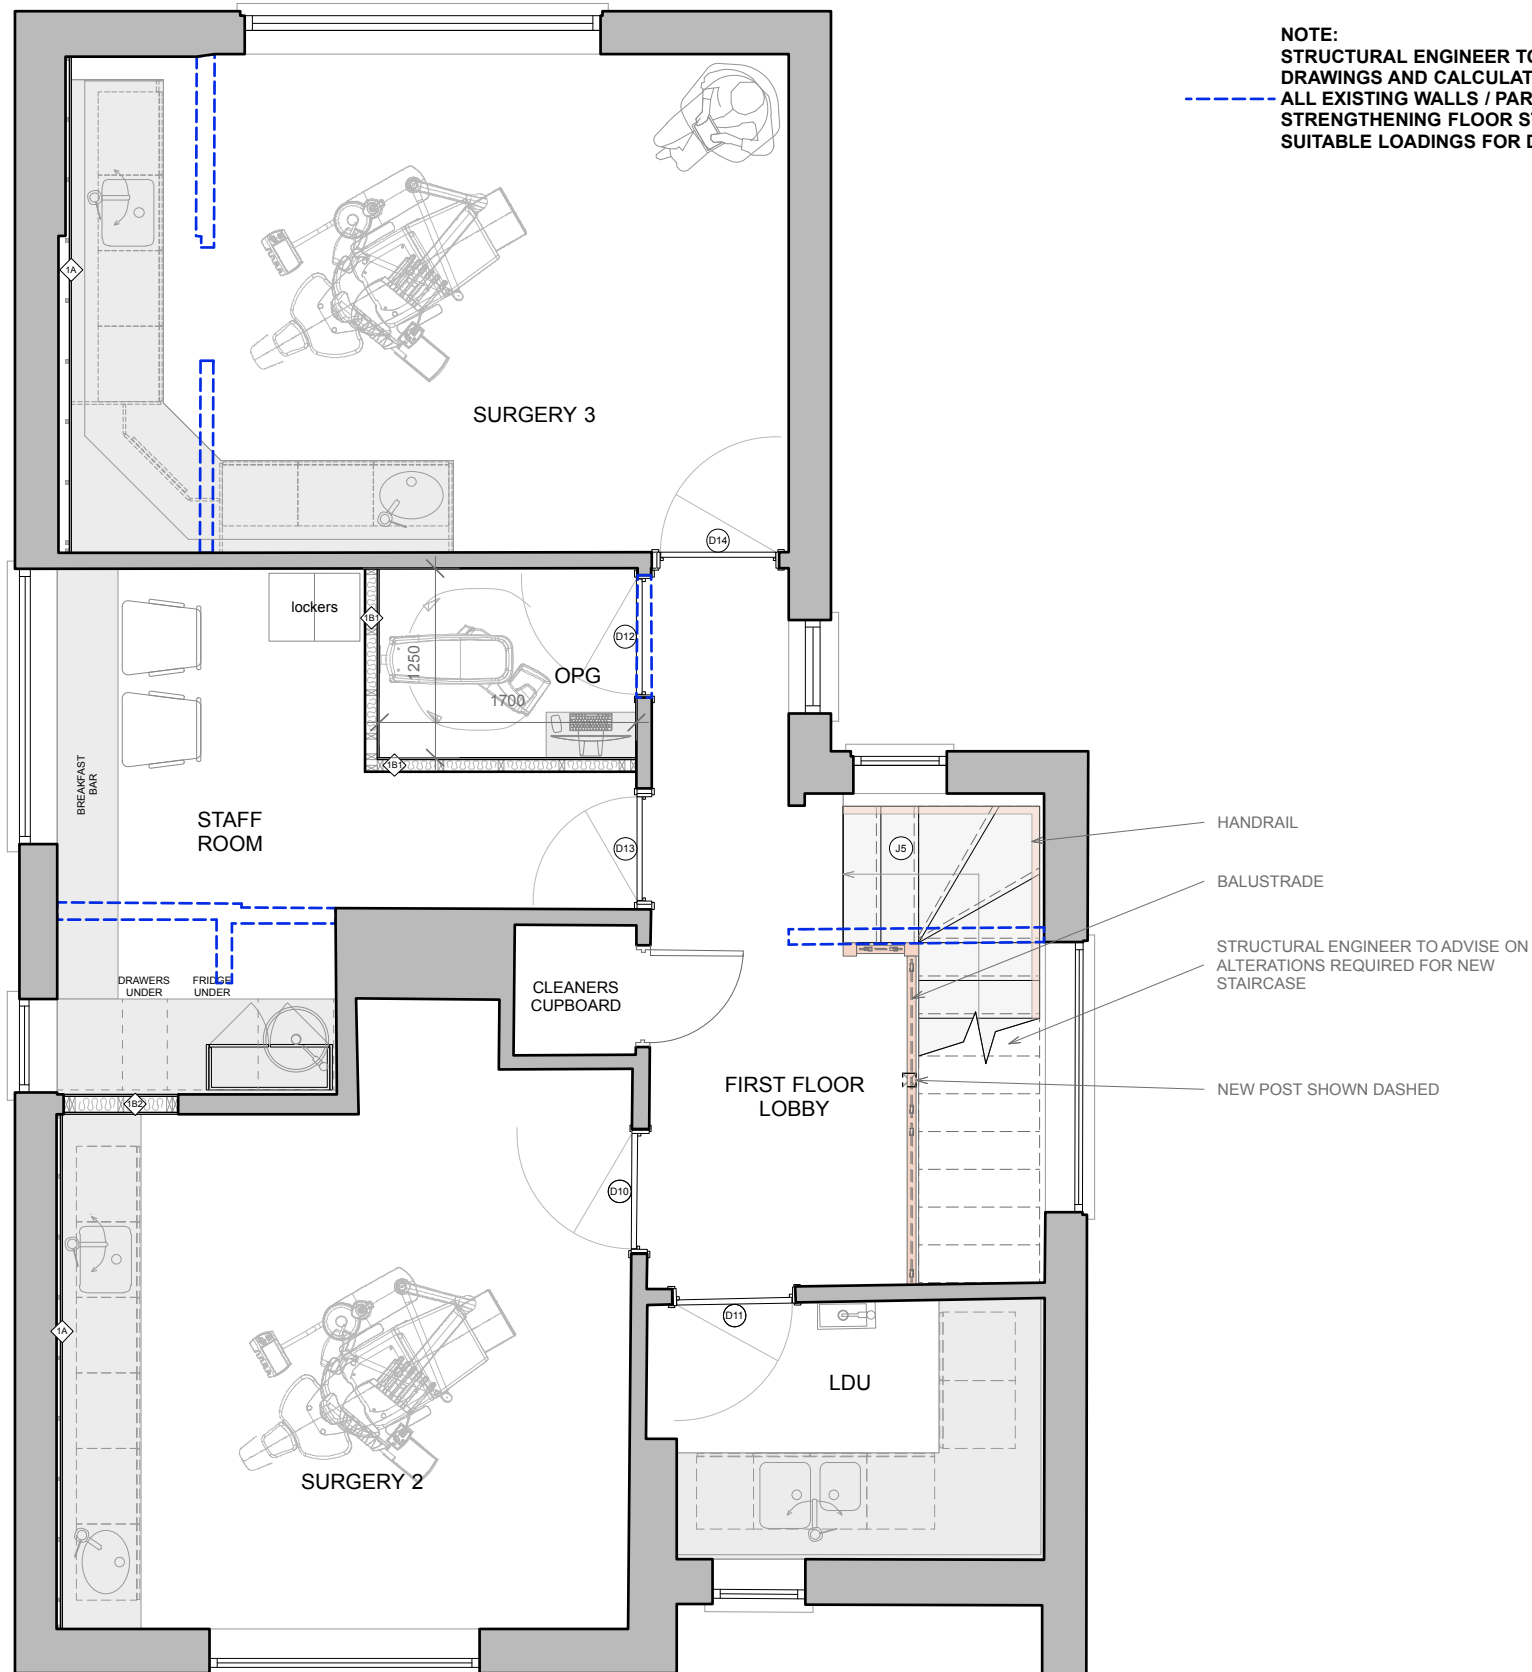 NOTE:
STRUCTURAL ENGINEER TO
DRAWINGS AND CALCULAT
ALL EXISTING WALLS / PAR
STRENGTHENING FLOOR ST
SUITABLE LOADINGS FOR D
1A
SURGERY 3
D14
lockers
1B1
D12
1250
OPG
1700
1B1
BREAKFAST
BAR
STAFF
ROOM
D13
J5
HANDRAIL
BALUSTRADE
STRUCTURAL ENGINEER TO ADVISE ON
ALTERATIONS REQUIRED FOR NEW
STAIRCASE
DRAWERS
UNDER
FRIDGE
UNDER
CLEANERS
CUPBOARD
FIRST FLOOR
LOBBY
NEW POST SHOWN DASHED
1B2
D10
1A
D11
LDU
SURGERY 2